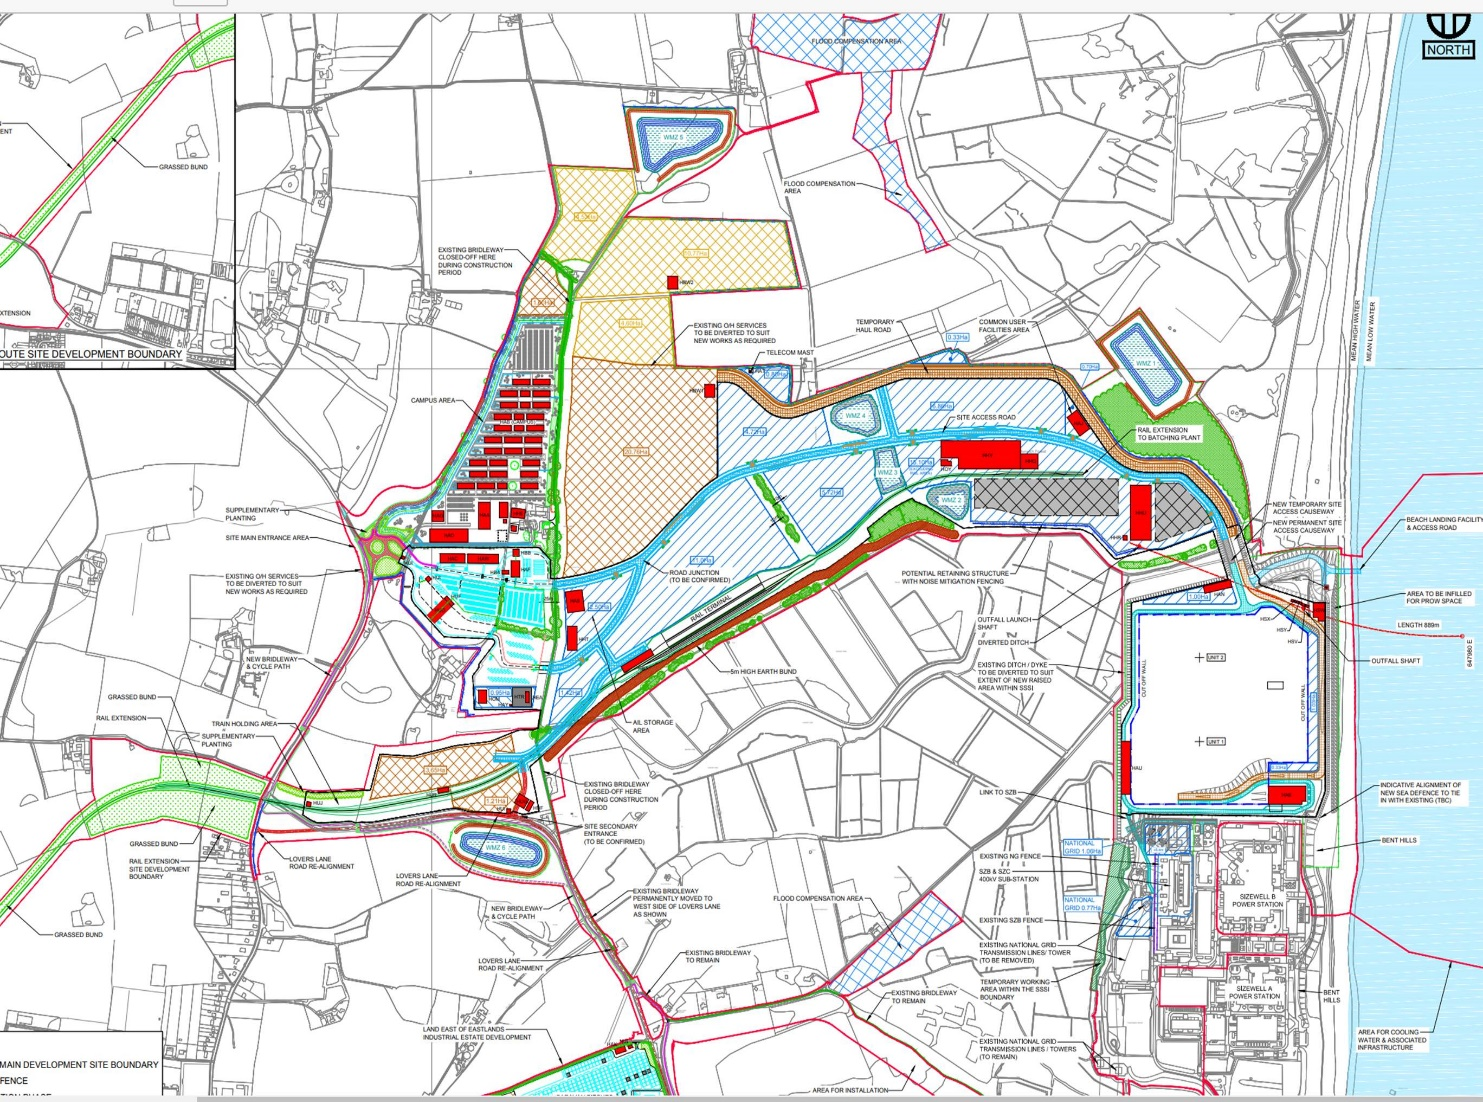 NORTH
FLOOD COMPENSATION AREA
ENT
GRASSED BUND
EXTENSION
OUTE SITE DEVELOPMENT BOUNDARY
WMZ 5
FLOOD COMPENSATION
AREA
EXISTING BRIDLEWAY
CLOSED-OFF HERE
DURING CONSTRUCTION
PERIOD
EXISTING O/H SERVICES
TO BE DIVERTED TO SUIT
NEW WORKS AS REQUIRED
TELECOM MAST
TEMPORARY
HAUL ROAD
COMMON USER
FACILITIES AREA
0.33Ha
WMZ 1
MEAN HIGH WATER
MEAN LOW WATER
CAMPUS AREA
WMZ 4
SITE ACCESS ROAD
RAIL EXTENSION
TO BATCHING PLANT
WMZ 3
WMZ 2
SUPPLEMENTARY
PLANTING
SITE MAIN ENTRANCE AREA
EXISTING O/H SERVICES
TO BE DIVERTED TO SUIT
NEW WORKS AS REQUIRED
NEW TEMPORARY SITE
ACCESS CAUSEWAY
NEW PERMANENT SITE
ACCESS CAUSEWAY
BEACH LANDING FACILITY
& ACCESS ROAD
ROAD JUNCTION
(TO BE CONFIRMED)
POTENTIAL RETAINING STRUCTURE
WITH NOISE MITIGATION FENCING
RAIL TERMINAL
1.00Ha
HAN
AREA TO BE INFILLED
FOR PROW SPACE
LENGTH 889m
OUTFALL LAUNCH
SHAFT
DIVERTED DITCH
HSX
HSY
HSV
OUTFALL SHAFT
647980 E
NEW BRIDLEWAY
& CYCLE PATH
5m HIGH EARTH BUND
EXISTING DITCH / DYKE
TO BE DIVERTED TO SUIT
EXTENT OF NEW RAISED
AREA WITHIN SSSI
CUT OFF WALL
UNIT 2
CUT OFF WALL
GRASSED BUND
RAIL EXTENSION
TRAIN HOLDING AREA
SUPPLEMENTARY
PLANTING
AIL STORAGE
AREA
UNIT 1
HAU
1.21Ha
HUJ
EXISTING BRIDLEWAY
CLOSED-OFF HERE
DURING CONSTRUCTION
PERIOD
LINK TO SZB
INDICATIVE ALIGNMENT OF
NEW SEA DEFENCE TO TIE
IN WITH EXISTING (TBC)
SITE SECONDARY
ENTRANCE
(TO BE CONFIRMED)
GRASSED BUND
WMZ 6
NATIONAL
GRID 1.06Ha
BENT HILLS
RAIL EXTENSION
SITE DEVELOPMENT
BOUNDARY
LOVERS LANE
ROAD RE-ALIGNMENT
EXISTING NG FENCE
SZB & SZC
400kV SUB-STATION
LOVERS LANE
ROAD RE-ALIGNMENT
EXISTING BRIDLEWAY
PERMANENTLY MOVED TO
WEST SIDE OF LOVERS LANE
AS SHOWN
FLOOD COMPENSATION AREA
NATIONAL
GRID 0.77Ha
SIZEWELL B
POWER STATION
NEW BRIDLEWAY
& CYCLE PATH
EXISTING SZB FENCE
GRASSED BUND
EXISTING NATIONAL GRID
TRANSMISSION LINES/ TOWER
(TO BE REMOVED)
EXISTING BRIDLEWAY
TO REMAIN
LOVERS LANE
ROAD RE-ALIGNMENT
TEMPORARY WORKING
AREA WITHIN THE SSSI
BOUNDARY
SIZEWELL A
POWER STATION
BENT
HILLS
EXISTING BRIDLEWAY
TO REMAIN
LAND EAST OF EASTLANDS
INDUSTRIAL ESTATE DEVELOPMENT
AREA FOR COOLING
WATER & ASSOCIATED
INFRASTRUCTURE
EXISTING NATIONAL GRID
TRANSMISSION LINES / TOWERS
(TO REMAIN)
MAIN DEVELOPMENT SITE BOUNDARY
FENCE
AREA FOR INSTALLATION